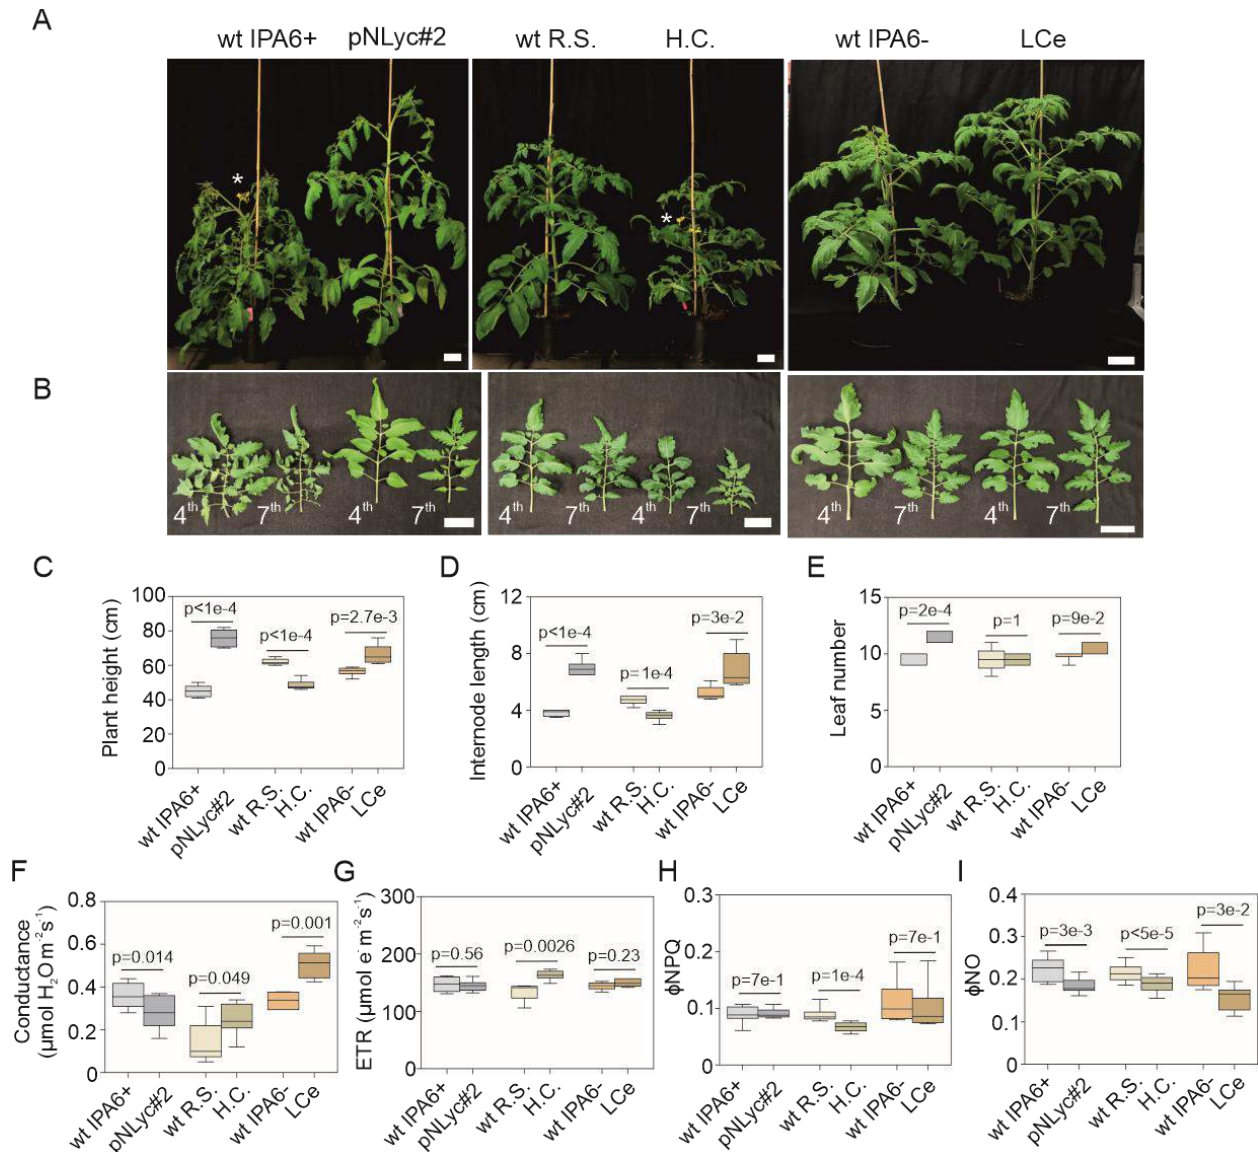 A
wt IPA6+ pNLyc#2 wt R.S. H.C. wt IPA6- LCe
*
*
B
4th 7th 4th 7th 4th 7th 4th 7th 4th 7th 4th 7th
C
Plant height (cm)
100
80
60
40
20
0
p<1e-4
p<1e-4
p=2.7e-3
wt IPA6+ pNLyc#2 wt R.S. H.C. wt IPA6- LCe
D
Internode length (cm)
12
8
4
0
p<1e-4
p=1e-4
p=3e-2
wt IPA6+ pNLyc#2 wt R.S. H.C. wt IPA6- LCe
E
Leaf number
15
10
5
0
p=2e-4
p=1
p=9e-2
wt IPA6+ pNLyc#2 wt R.S. H.C. wt IPA6- LCe
F
Conductance
(µmol H2O m-2s-1)
0.8
0.6
0.4
0.2
0
p=0.014
p=0.049
p=0.001
wt IPA6+ pNLyc#2 wt R.S. H.C. wt IPA6- LCe
G
ETR (µmol e m-2s-1)
300
200
100
0
p=0.56
p=0.0026
p=0.23
wt IPA6+ pNLyc#2 wt R.S. H.C. wt IPA6- LCe
H
ϕNPQ
0.3
0.2
0.1
0
p=7e-1
p=1e-4
p=7e-1
wt IPA6+ pNLyc#2 wt R.S. H.C. wt IPA6- LCe
I
ϕNO
0.4
0.3
0.2
0.1
0
p=3e-3
p<5e-5
p=3e-2
wt IPA6+ pNLyc#2 wt R.S. H.C. wt IPA6- LCe